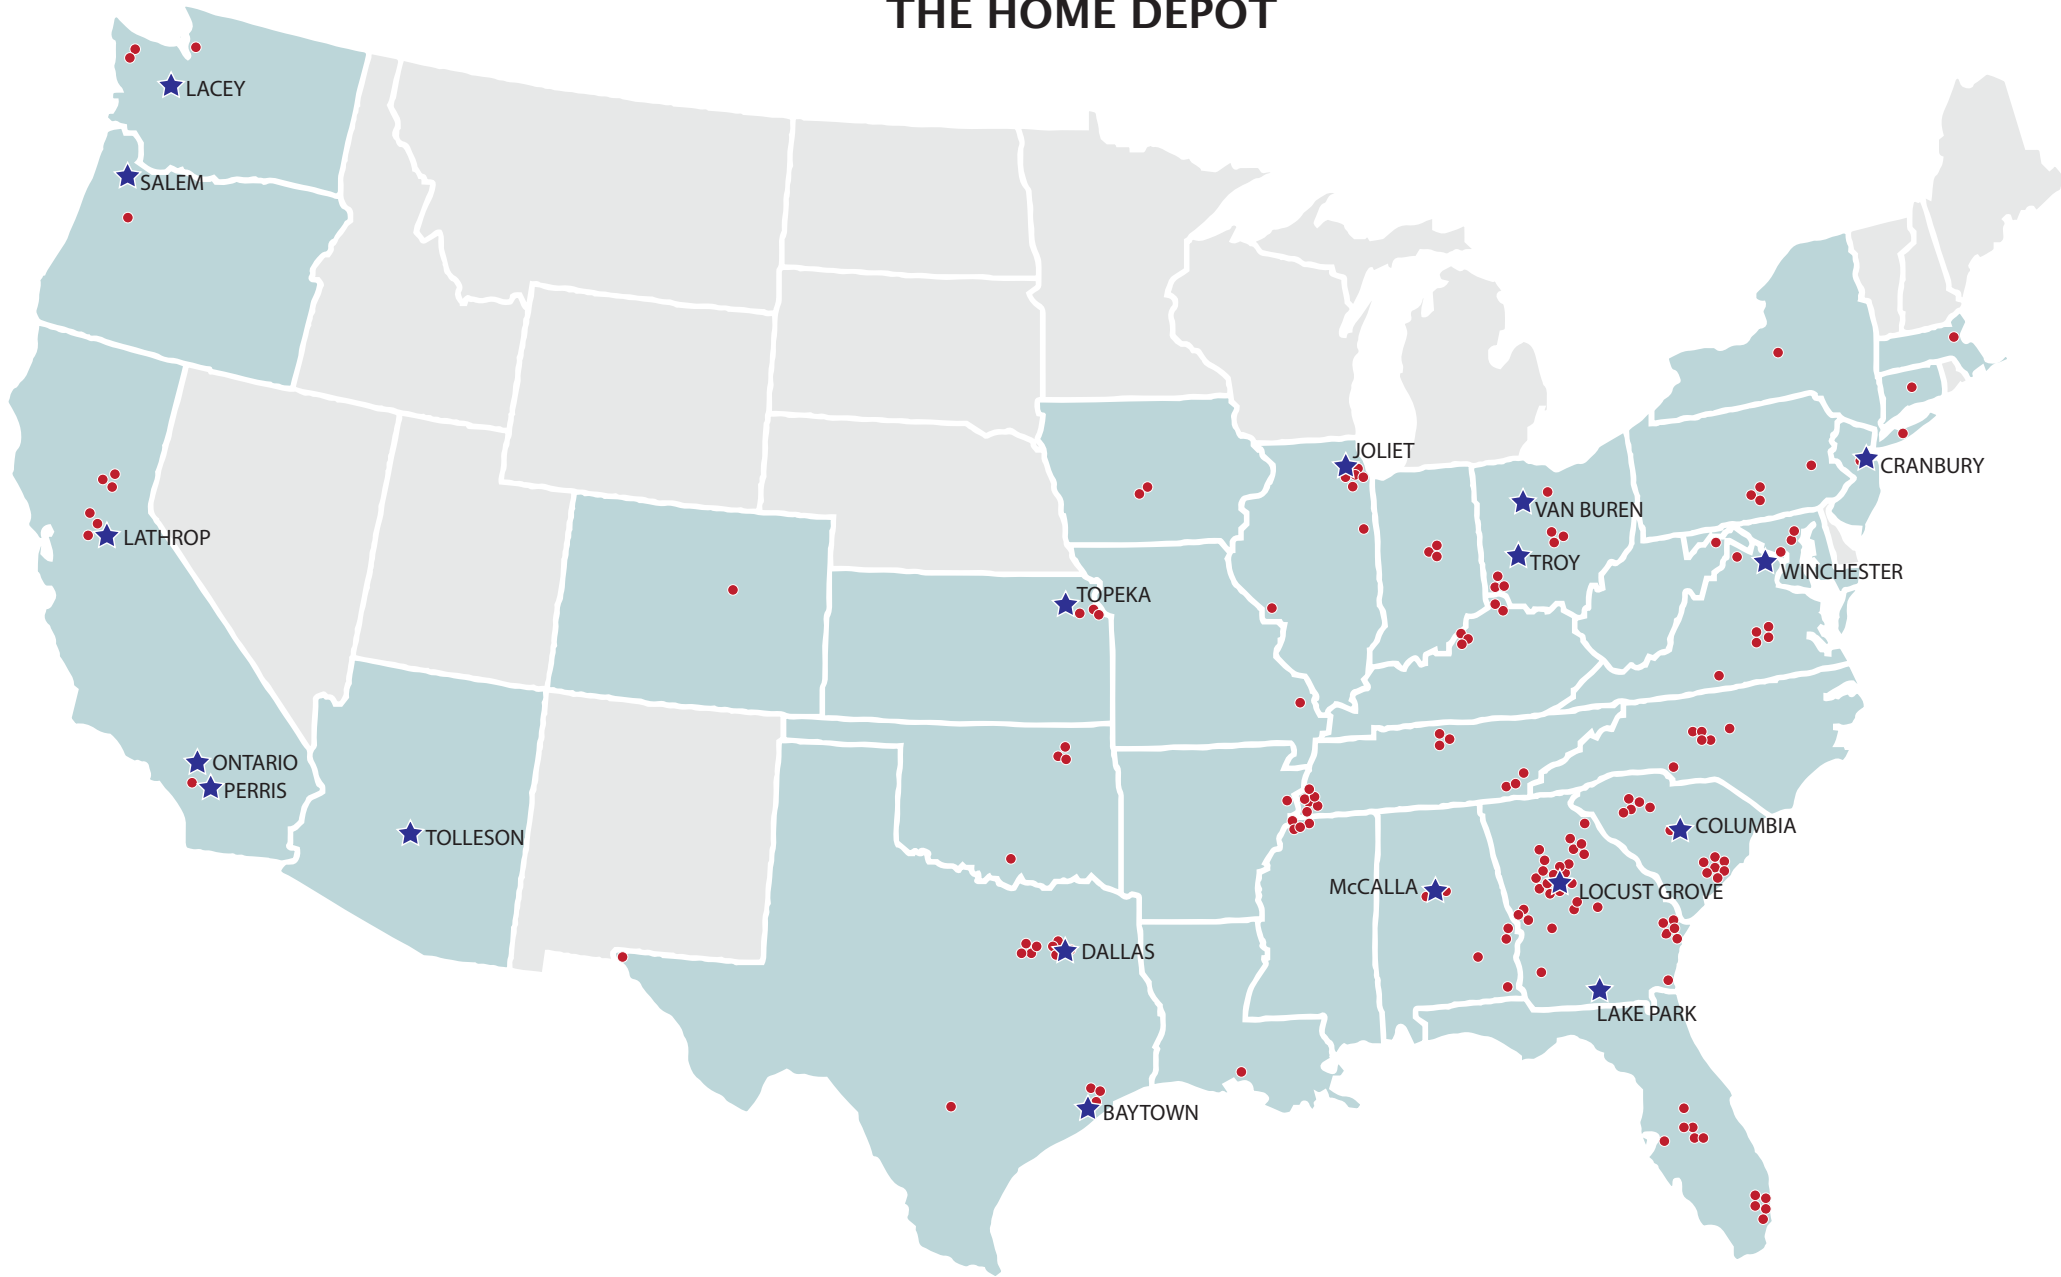 THE HOME DEPOT
LACEY
SALEM
JOLIET
CRANBURY
VAN BUREN
LATHROP
TROY
WINCHESTER
TOPEKA
ONTARIO
PERRIS
COLUMBIA
TOLLESON
McCALLA
LOCUST GROVE
DALLAS
LAKE PARK
BAYTOWN